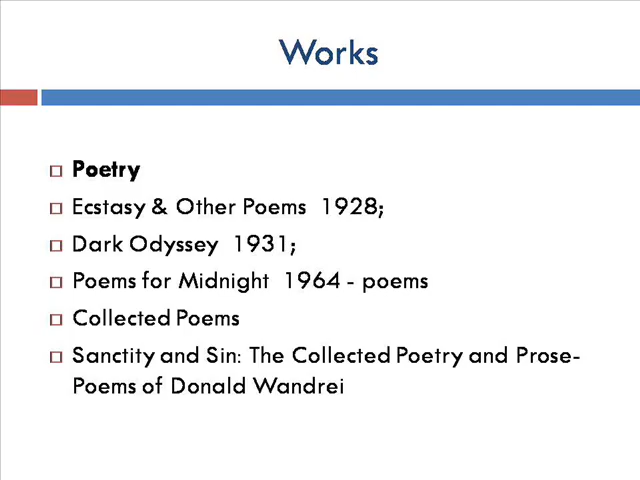 Works
Poetry
Ecstasy & Other Poems 1928;
Dark Odyssey 1931;
Poems for Midnight 1964 - poems
Collected Poems
Sanctity and Sin: The Collected Poetry and Prose-
Poems of Donald Wandrei